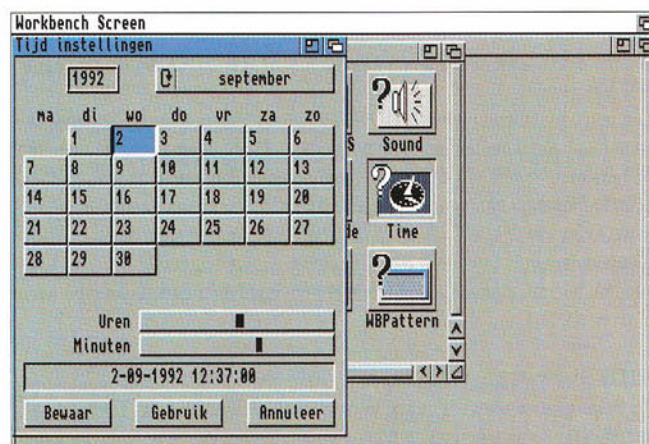 Workbench Screen
Tijd instellingen
1992 september
ma di wo do vr za zo
1 2 3 4 5 6
7 8 9 10 11 12 13
14 15 16 17 18 19 20
21 22 23 24 25 26 27
28 29 30
Uren
Minuten
2-09-1992 12:37:00
Bewaar Gebruik Annuleer
S Sound
de Time
WBPattern